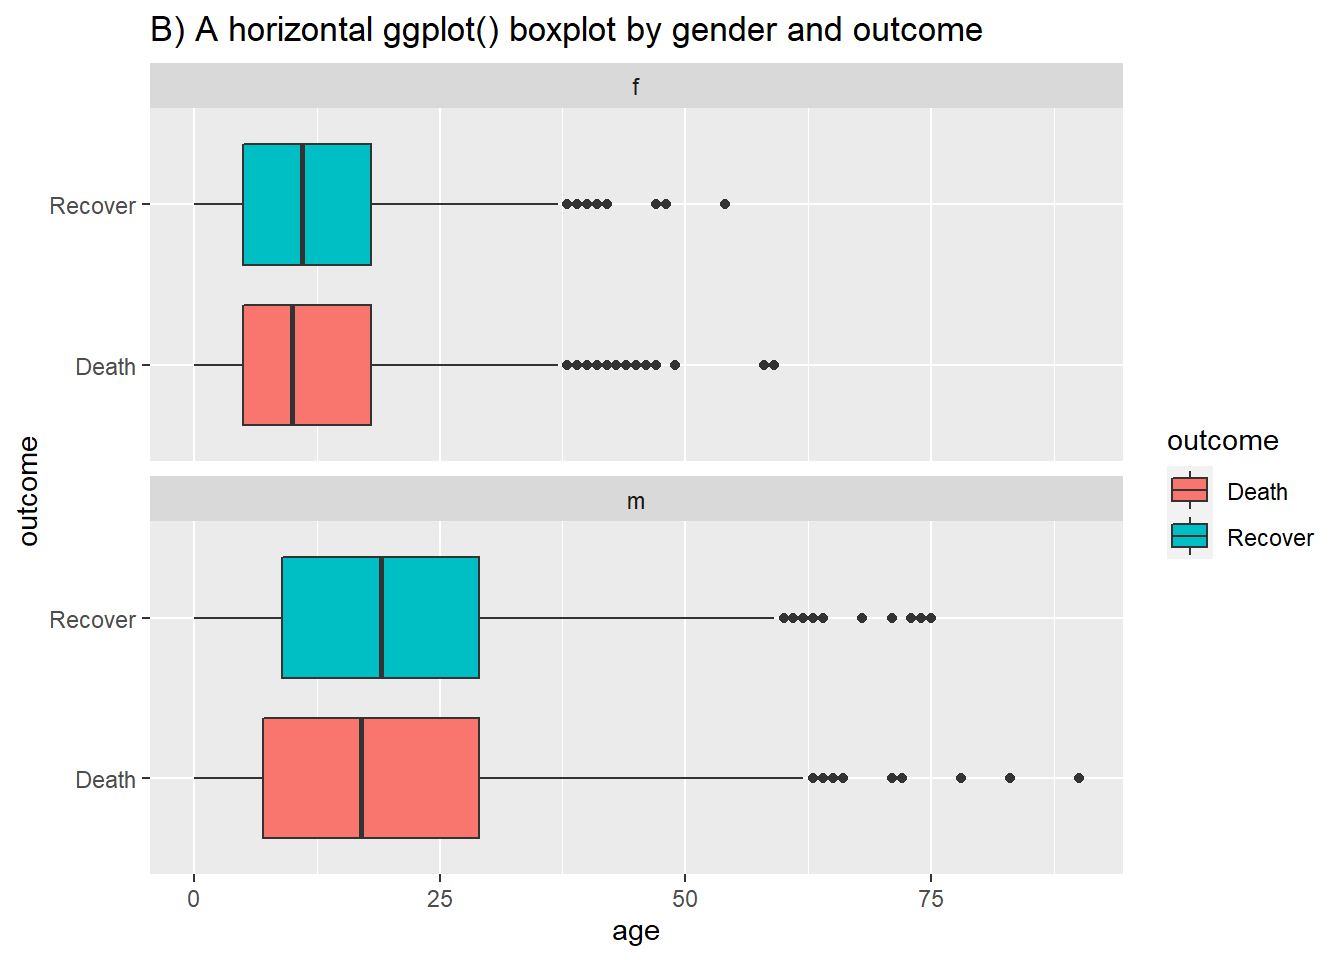 B) A horizontal ggplot() boxplot by gender and outcome
f
Recover
Death
outcome
m
Recover
Death
0 25 50 75
age
outcome
Death
Recover